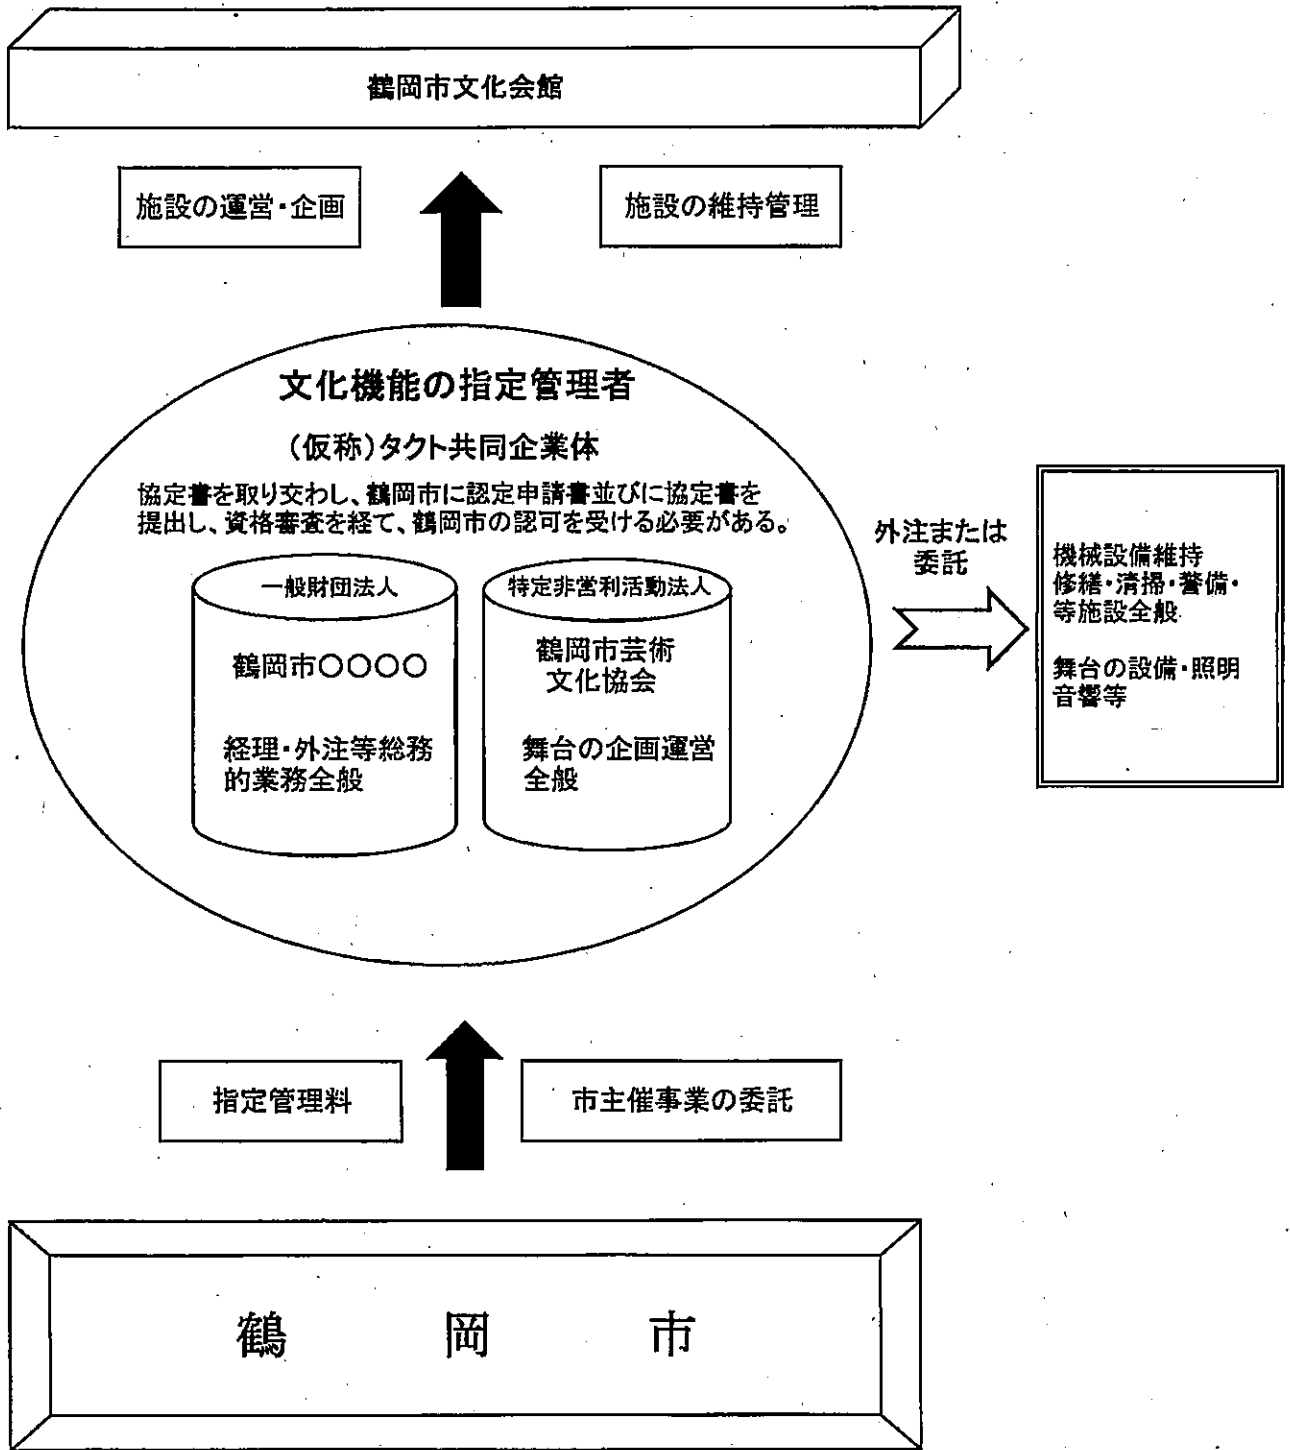 鶴岡市文化会館
施設の運営・企画
施設の維持管理
文化機能の指定管理者
（仮称）タクト共同企業体
協定書を取り交わし、鶴岡市に認定申請書並びに協定書を
提出し、資格審査を経て、鶴岡市の認可を受ける必要がある。
一般財団法人
鶴岡市〇〇〇〇
経理・外注等総務
的業務全般
特定非営利活動法人
鶴岡市芸術
文化協会
舞台の企画運営
全般
外注または
委託
機械設備維持
修繕・清掃・警備・
等施設全般
舞台の設備・照明
音響等
指定管理料
市主催事業の委託
鶴岡市